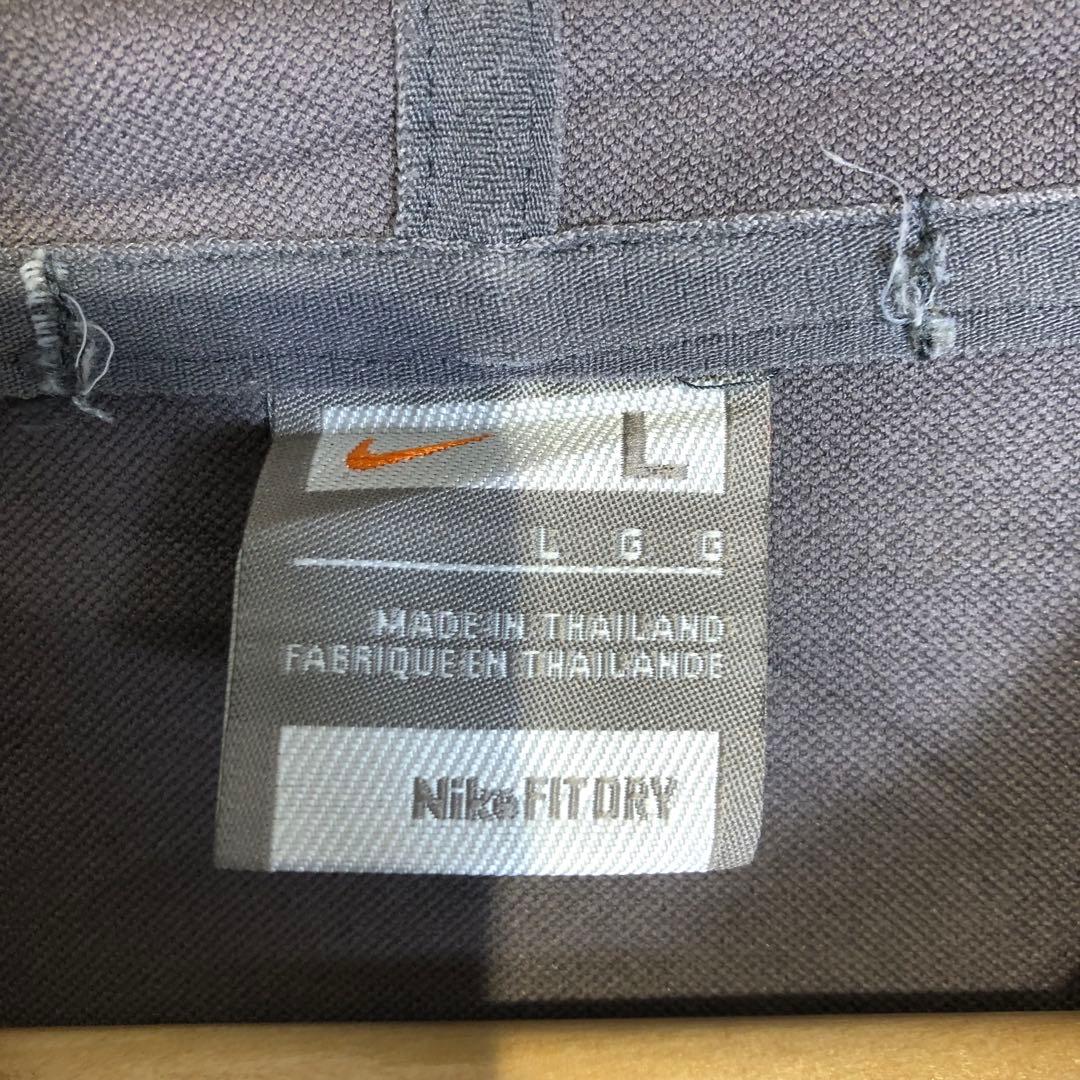 L
L G G
MADE IN THAILAND
FABRIQUE EN THAILANDE
Nike FIT DRY